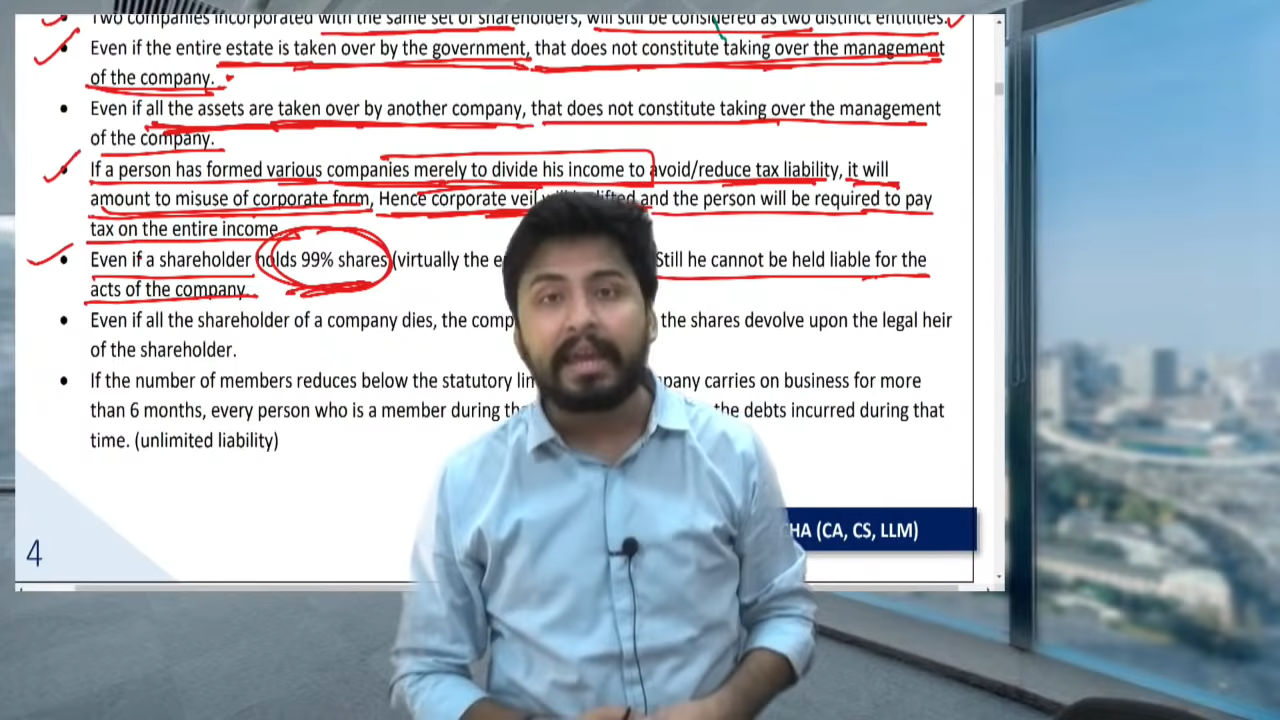 Two companies incorporated with the same set of shareholders, will still be considered as two distinct entitities.
Even if the entire estate is taken over by the government, that does not constitute taking over the management
of the company.
Even if all the assets are taken over by another company, that does not constitute taking over the management
of the company.
If a person has formed various companies merely to divide his income to avoid/reduce tax liability, it will
amount to misuse of corporate form, Hence corporate veil lifted and the person will be required to pay
tax on the entire income
Even if a shareholder holds 99% shares (virtually the Still he cannot be held liable for the
acts of the company.
Even if all the shareholder of a company dies, the the shares devolve upon the legal heir
of the shareholder.
If the number of members reduces below the statutory carries on business for more
than 6 months, every person who is a member during the debts incurred during that
time. (unlimited liability)
(CA, CS, LLM)
4